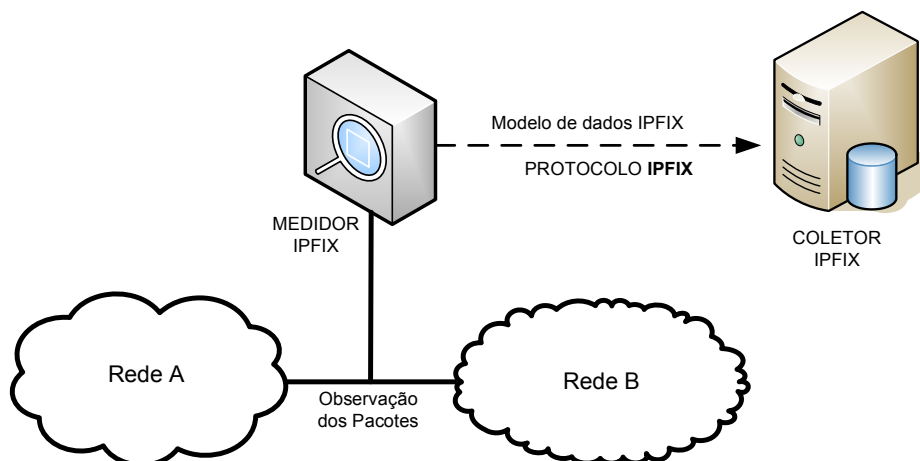 Modelo de dados IPFIX
PROTOCOLO IPFIX
MEDIDOR
IPFIX
COLETOR
IPFIX
Rede A
Observação
dos Pacotes
Rede B